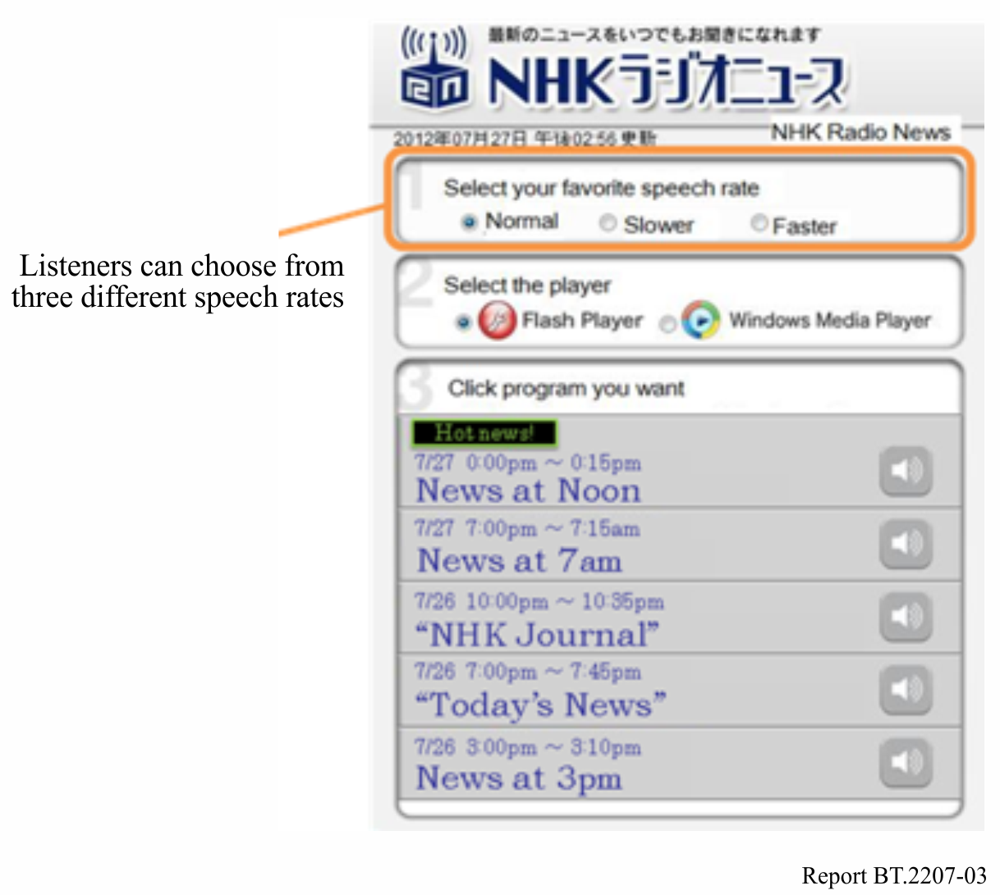 最新のニュースをいつでもお聞きになれます
NHKラジオニュース
2012年07月27日 午後02:56更新
NHK Radio News
1 Select your favorite speech rate
Normal Slower Faster
Listeners can choose from
three different speech rates
2 Select the player
Flash Player Windows Media Player
3 Click program you want
Hot news!
7/27 0:00pm ~ 0:15pm
News at Noon
7/27 7:00pm ~ 7:15am
News at 7am
7/26 10:00pm ~ 10:35pm
“NHK Journal”
7/26 7:00pm ~ 7:45pm
“Today’s News”
7/26 3:00pm ~ 3:10pm
News at 3pm
Report BT.2207-03